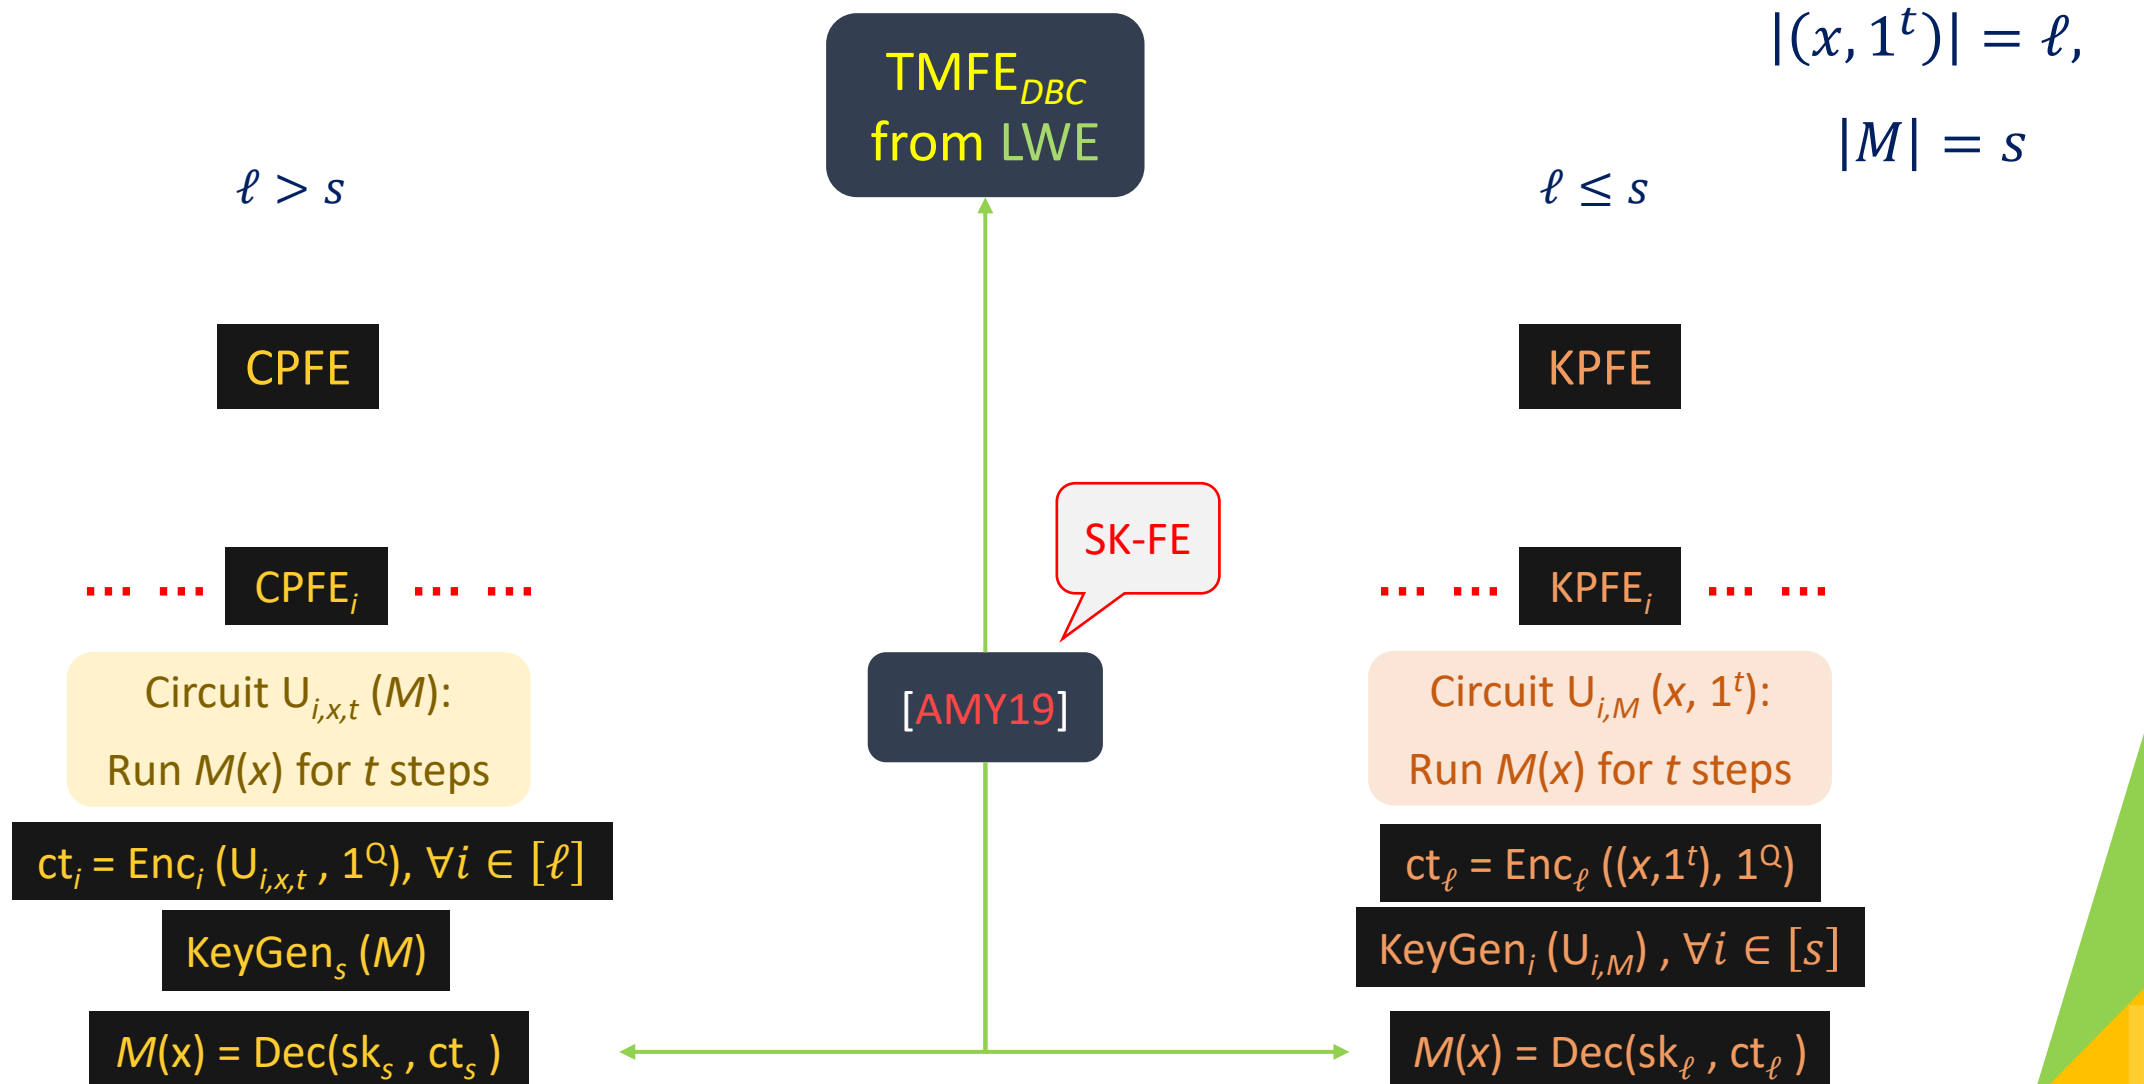 TMFE_DBC
from LWE
|(x, 1^t)| = ℓ,
|M| = s
ℓ > s
ℓ ≤ s
CPFE
KPFE
SK-FE
... ... CPFE_i ... ...
... ... KPFE_i ... ...
Circuit U_{i,x,t} (M):
Run M(x) for t steps
[AMY19]
Circuit U_{i,M} (x, 1^t):
Run M(x) for t steps
ct_i = Enc_i (U_{i,x,t} , 1^Q), ∀i ∈ [ℓ]
KeyGen_s (M)
M(x) = Dec(sk_s , ct_s )
ct_ℓ = Enc_ℓ ((x,1^t), 1^Q)
KeyGen_i (U_{i,M}) , ∀i ∈ [s]
M(x) = Dec(sk_ℓ , ct_ℓ )